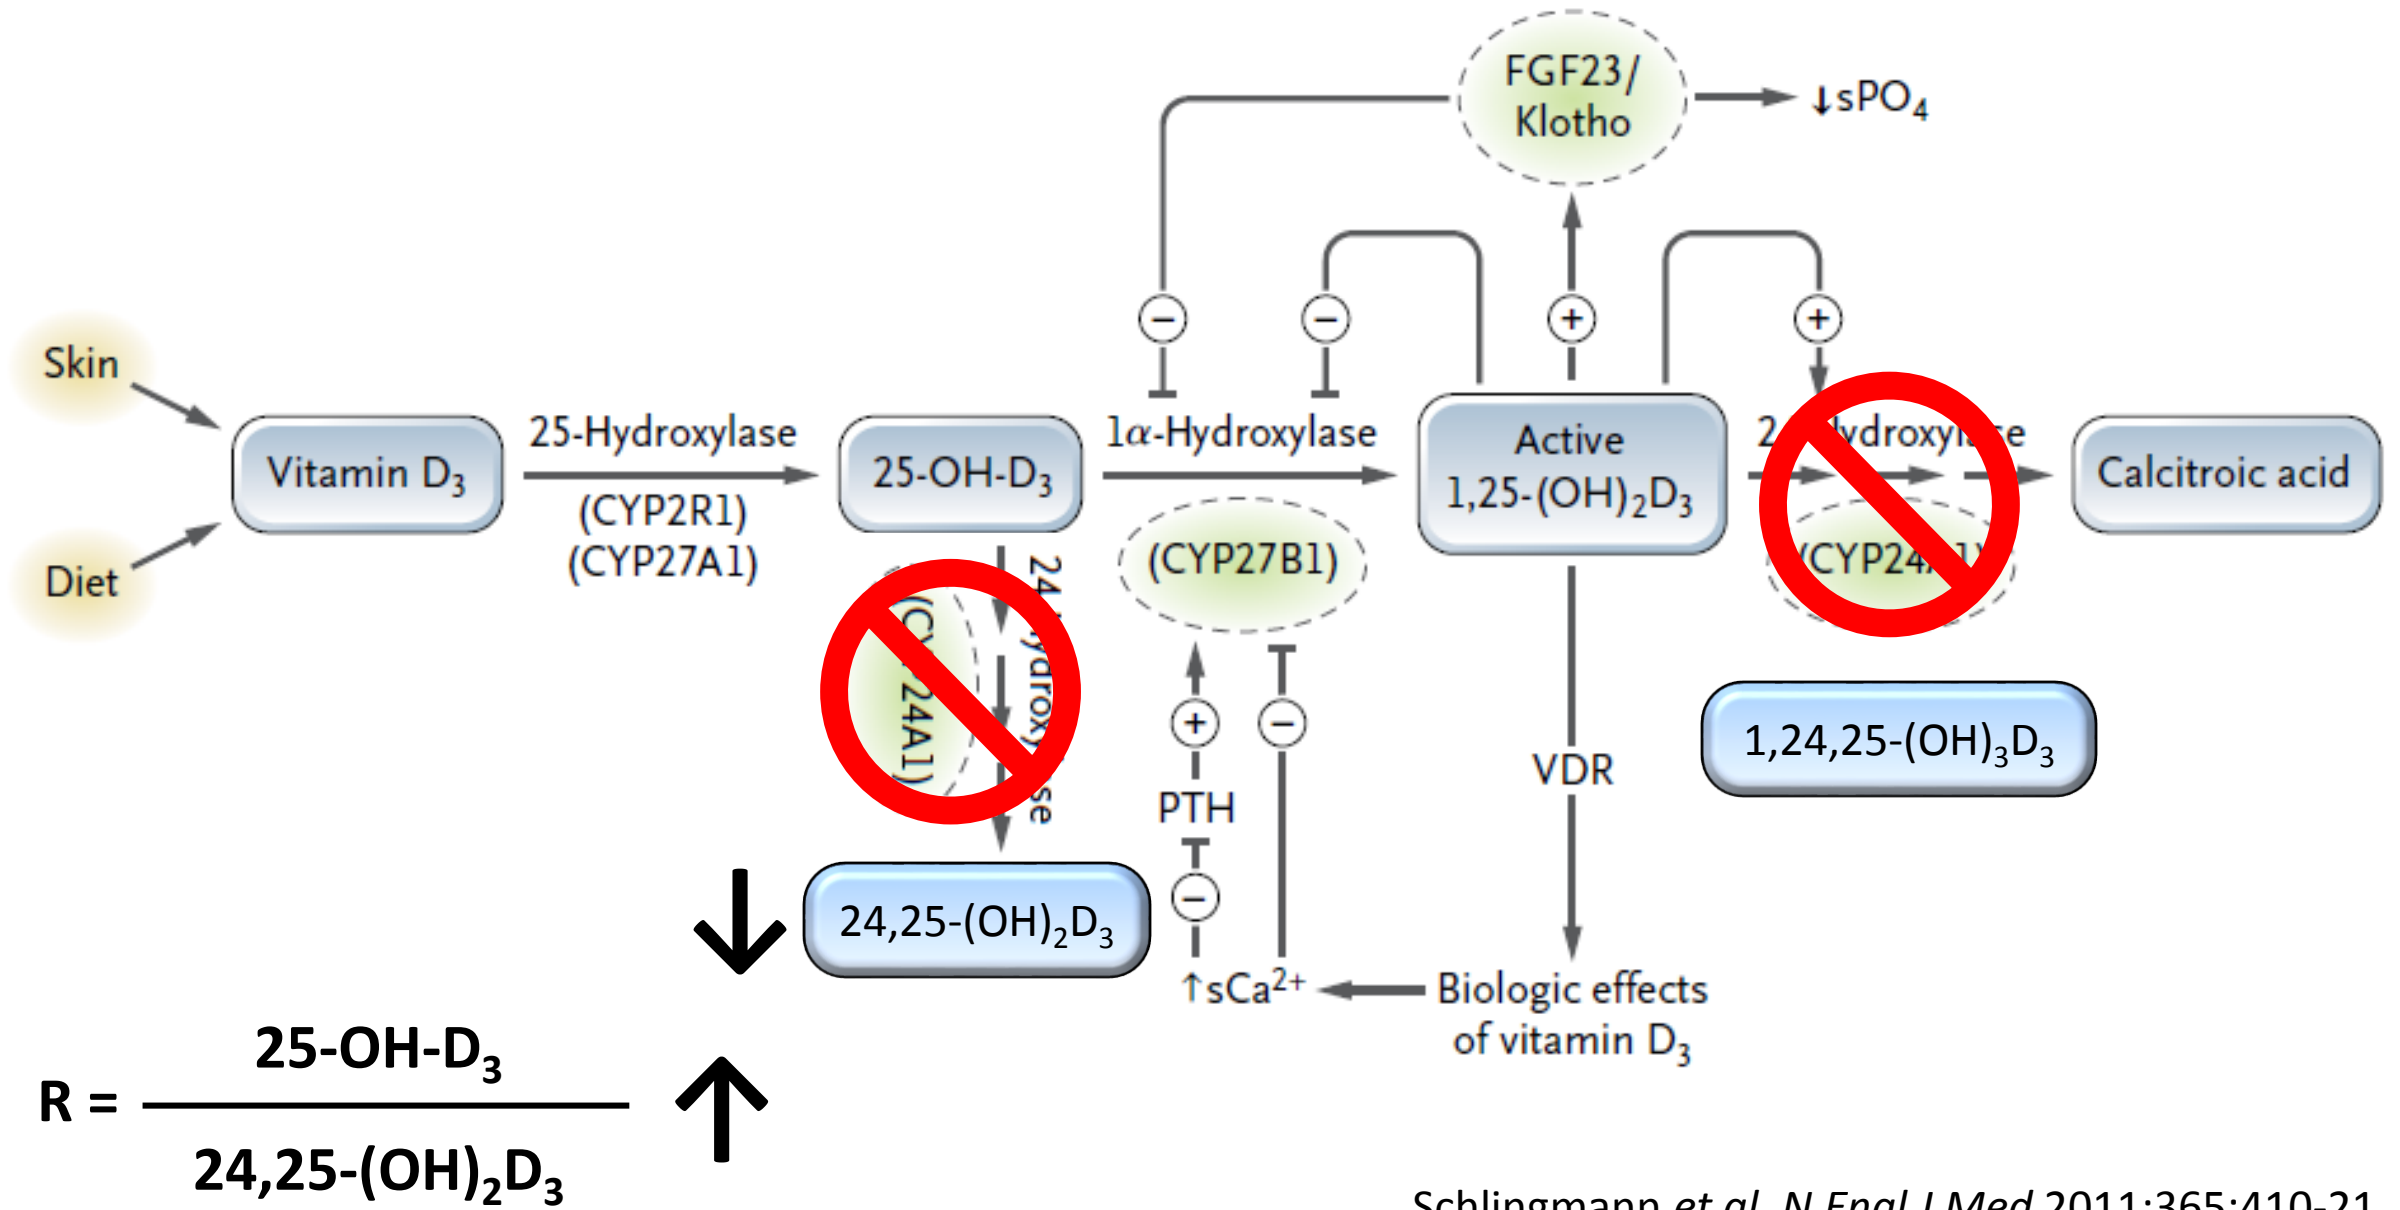 FGF23/
Klotho
↓sPO₄
Skin
Diet
Vitamin D₃
25-Hydroxylase
(CYP2R1)
(CYP27A1)
25-OH-D₃
1α-Hydroxylase
(CYP27B1)
Active
1,25-(OH)₂D₃
(CYP24A1)
Calcitroic acid
(CYP24A1)
1,24,25-(OH)₃D₃
PTH
VDR
24,25-(OH)₂D₃
↑sCa²⁺
Biologic effects
of vitamin D₃
R =
25-OH-D₃
24,25-(OH)₂D₃
Schlingmann et al. N Engl J Med 2011;365:410-21